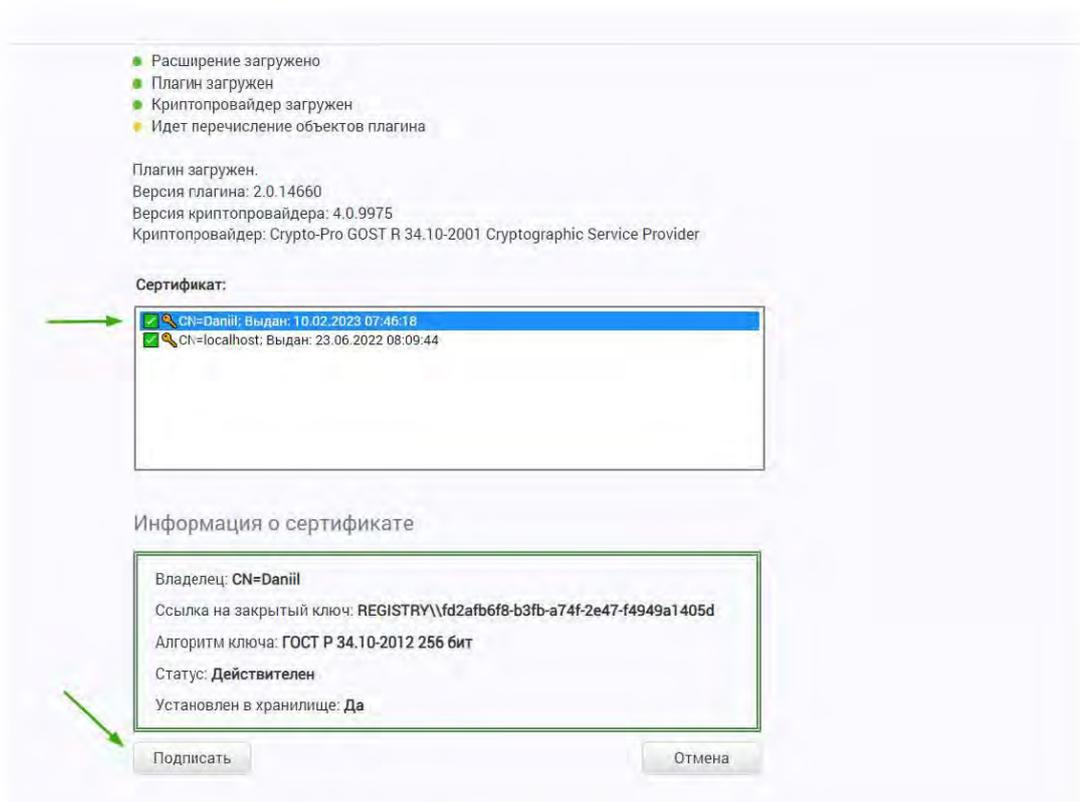 Расширение загружено
Плагин загружен
Криптопровайдер загружен
Идет перечисление объектов плагина
Плагин загружен.
Версия плагина: 2.0.14660
Версия криптопровайдера: 4.0.9975
Криптопровайдер: Crypto-Pro GOST R 34.10-2001 Cryptographic Service Provider
Сертификат:
CN=Daniil; Выдан: 10.02.2023 07:46:18
CN=localhost; Выдан: 23.06.2022 08:09:44
Информация о сертификате
Владелец: CN=Daniil
Ссылка на закрытый ключ: REGISTRY\\fd2afb6f8-b3fb-a74f-2e47-f4949a1405d
Алгоритм ключа: ГОСТ Р 34.10-2012 256 бит
Статус: Действителен
Установлен в хранилище: Да
Подписать Отмена